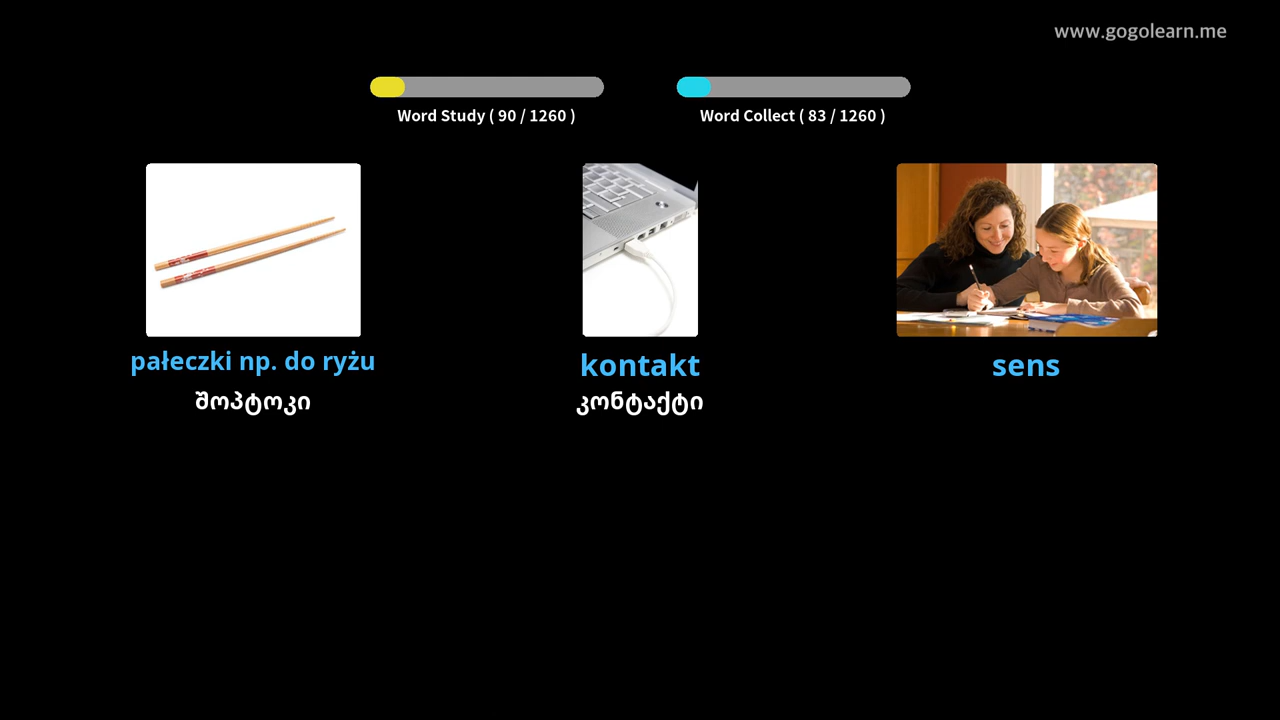 www.gogolearn.me
Word Study ( 90 / 1260 )
Word Collect ( 83 / 1260 )
pałeczki np. do ryżu
kontakt
sens
შოპტოკი
კონტაქტი